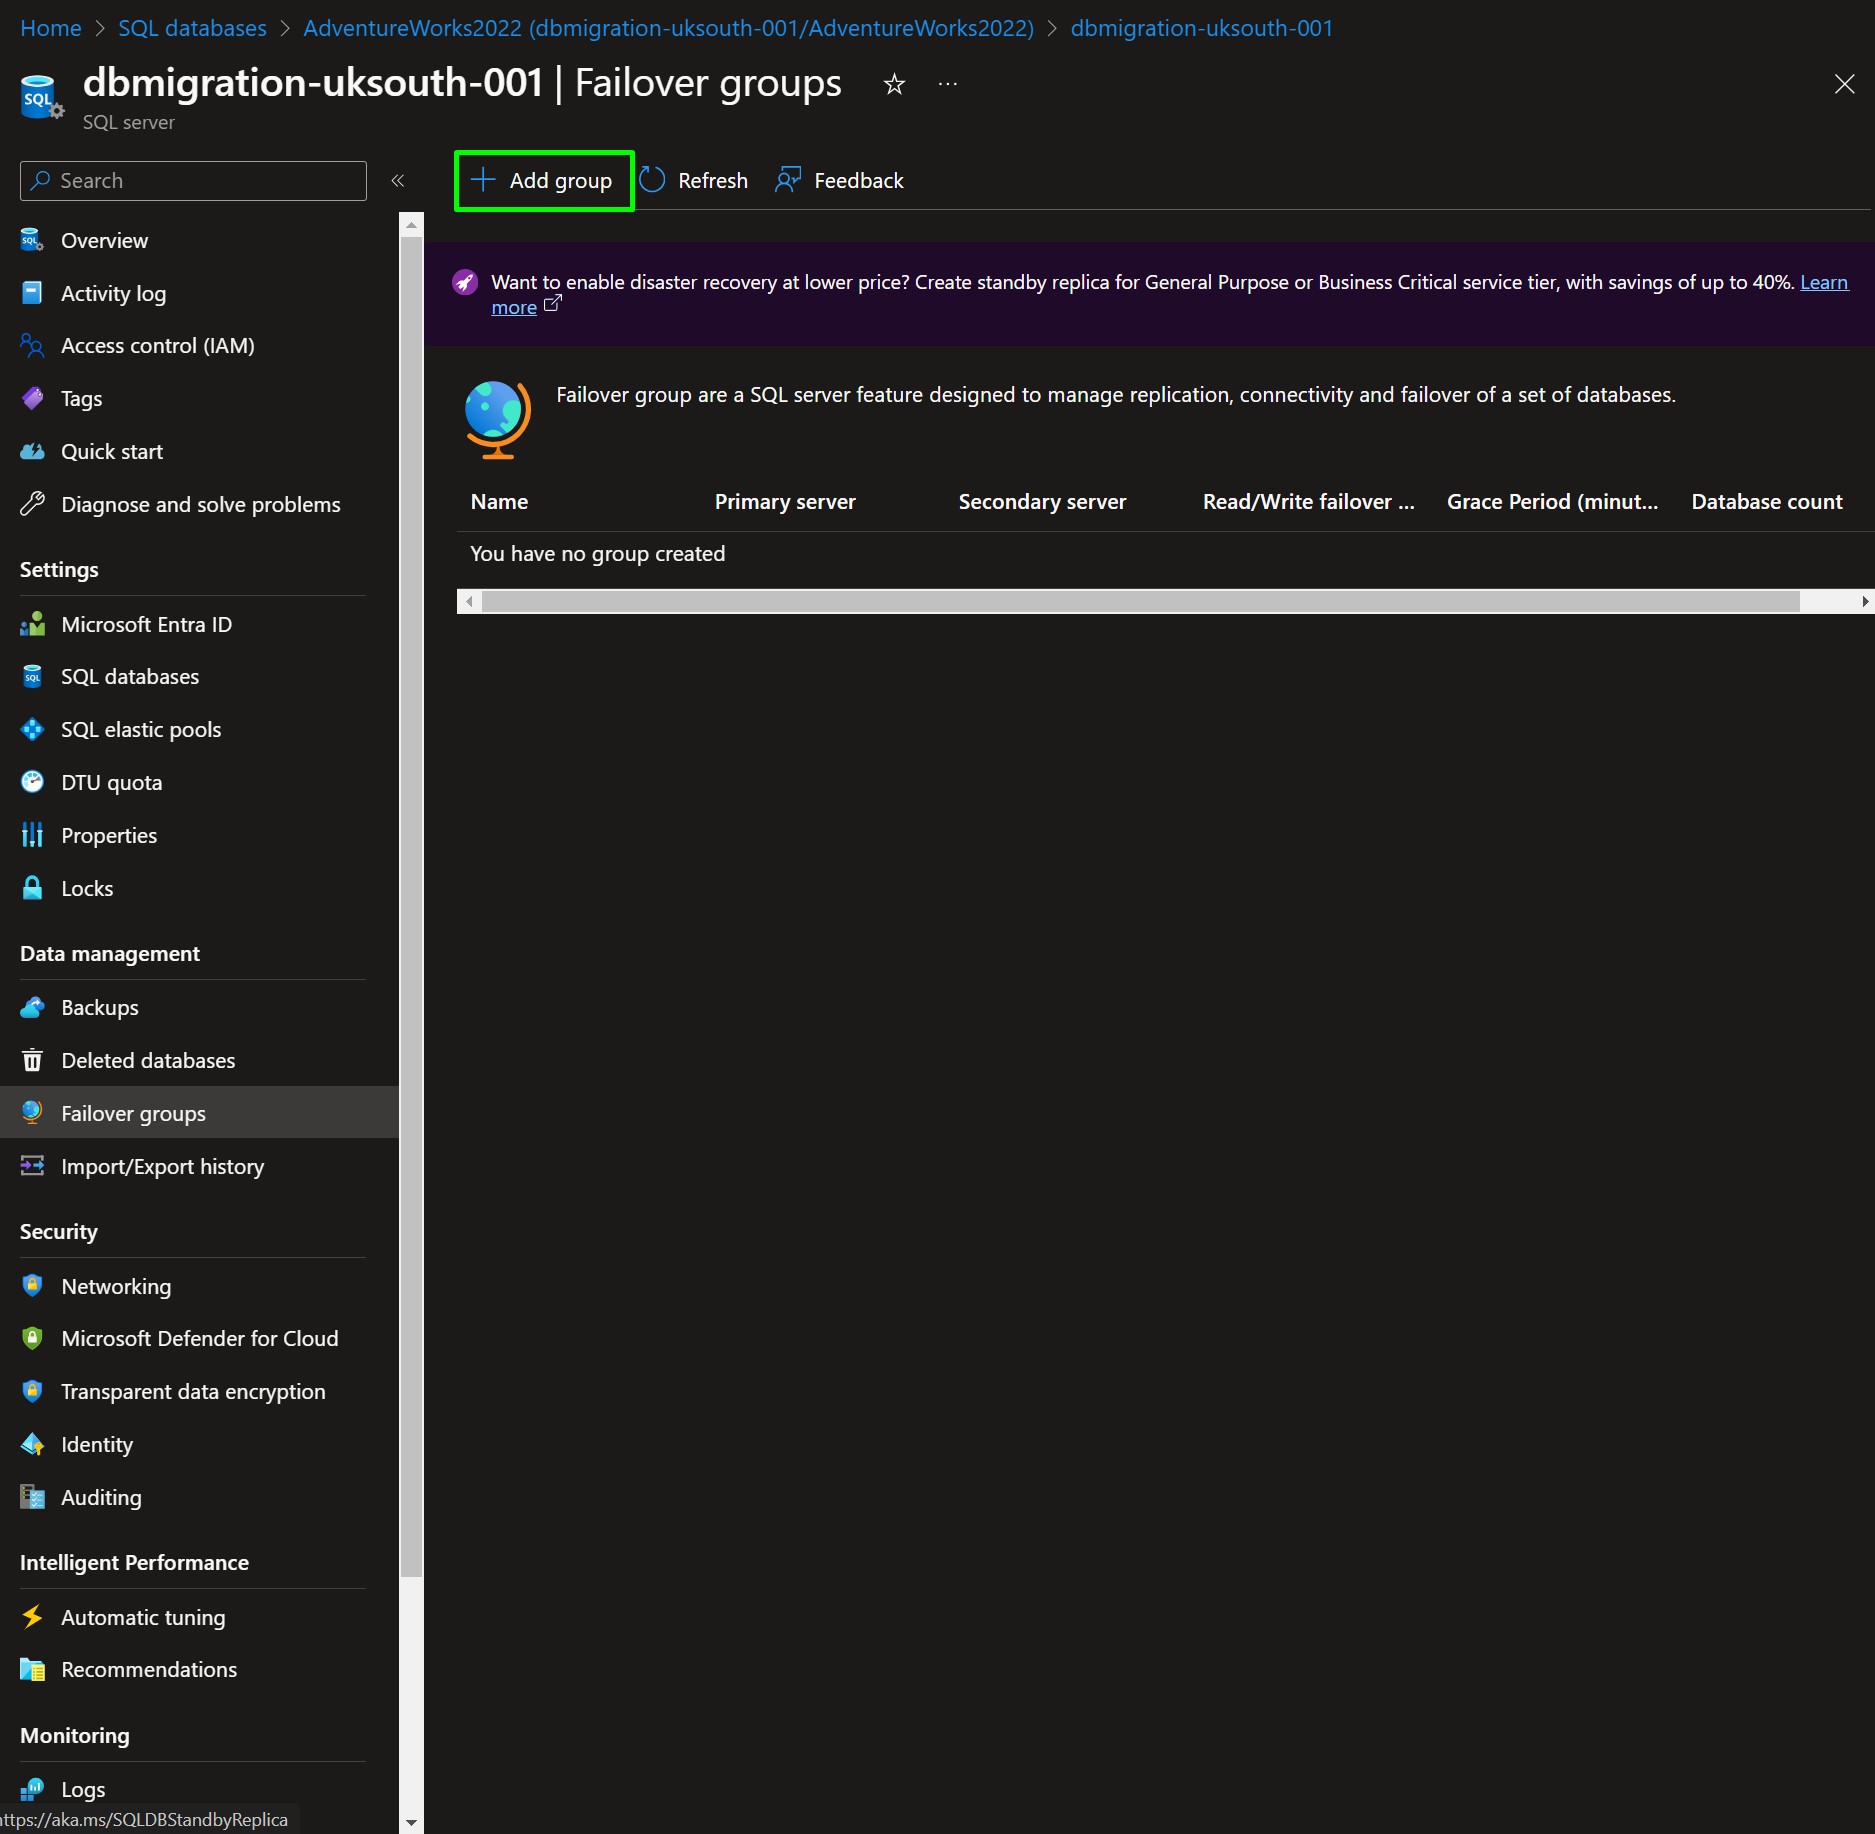 Home > SQL databases > AdventureWorks2022 (dbmigration-uksouth-001/AdventureWorks2022) > dbmigration-uksouth-001
dbmigration-uksouth-001 | Failover groups
SQL
SQL server
Search
Add group
Refresh
Feedback
Overview
Activity log
Access control (IAM)
Tags
Quick start
Diagnose and solve problems
Settings
Microsoft Entra ID
SQL databases
SQL elastic pools
DTU quota
Properties
Locks
Data management
Backups
Deleted databases
Failover groups
Import/Export history
Security
Networking
Microsoft Defender for Cloud
Transparent data encryption
Identity
Auditing
Intelligent Performance
Automatic tuning
Recommendations
Monitoring
Logs
https://aka.ms/SQLDBStandbyReplica
Want to enable disaster recovery at lower price? Create standby replica for General Purpose or Business Critical service tier, with savings of up to 40%. Learn
more
Failover group are a SQL server feature designed to manage replication, connectivity and failover of a set of databases.
Name Primary server Secondary server Read/Write failover ... Grace Period (minut... Database count
You have no group created